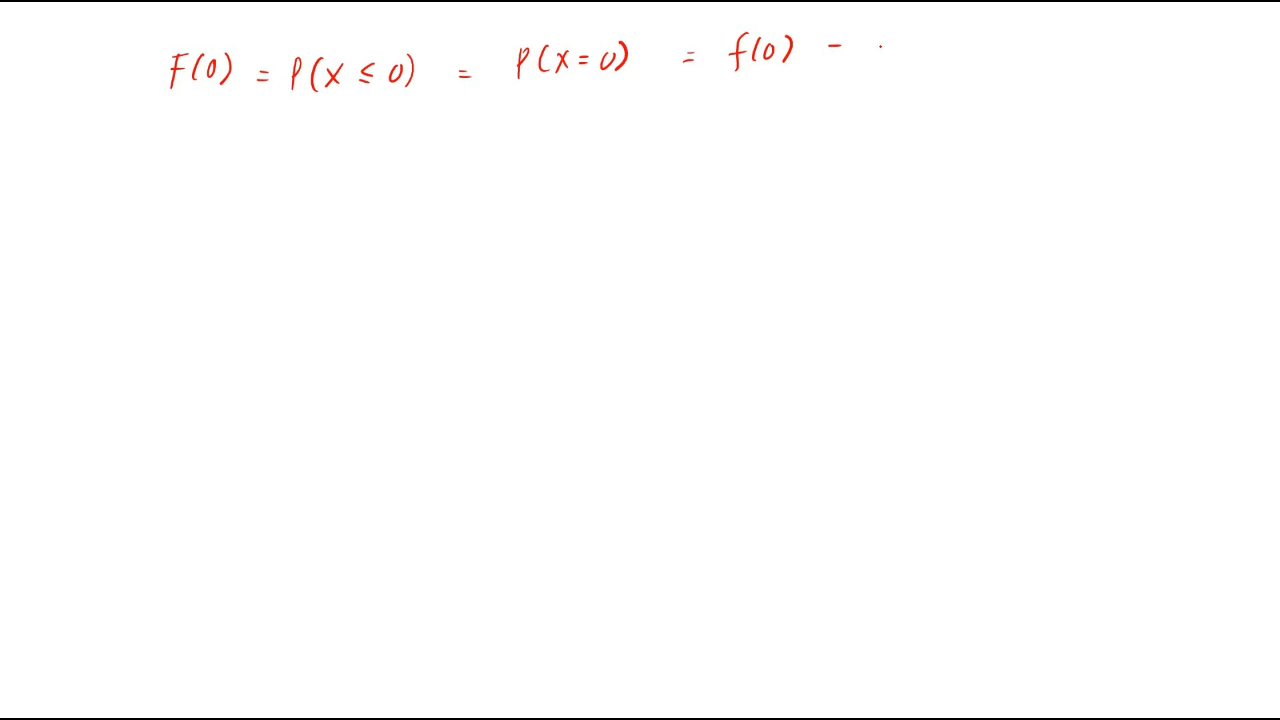 F(0) = P(X ≤ 0) = P(X = 0) = f(0) - .